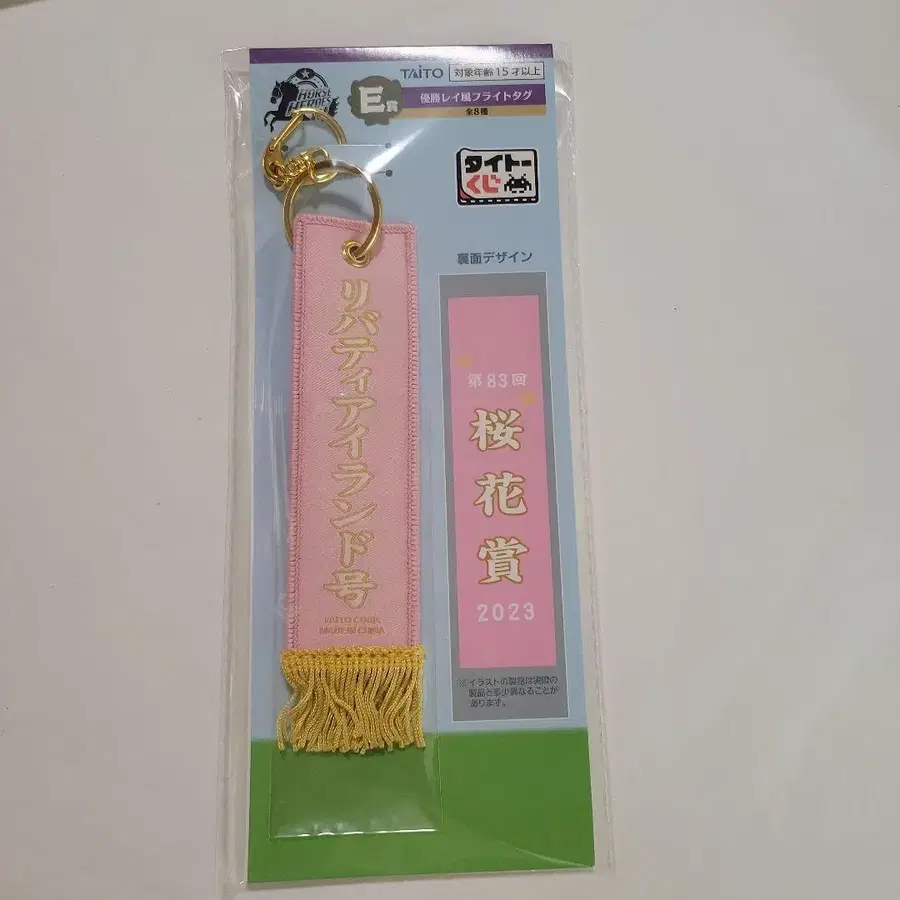 HORSE
HEROES
TAITO
対象年齢15才以上
E賞
優勝レイ風フライトタグ
全8種
タイトー
くじ
裏面デザイン
リバティアイランド号
TAITO CORP.
MADE IN CHINA
第83回
桜花賞
2023
※イラストの製品は実際の
製品と多少異なることが
あります。